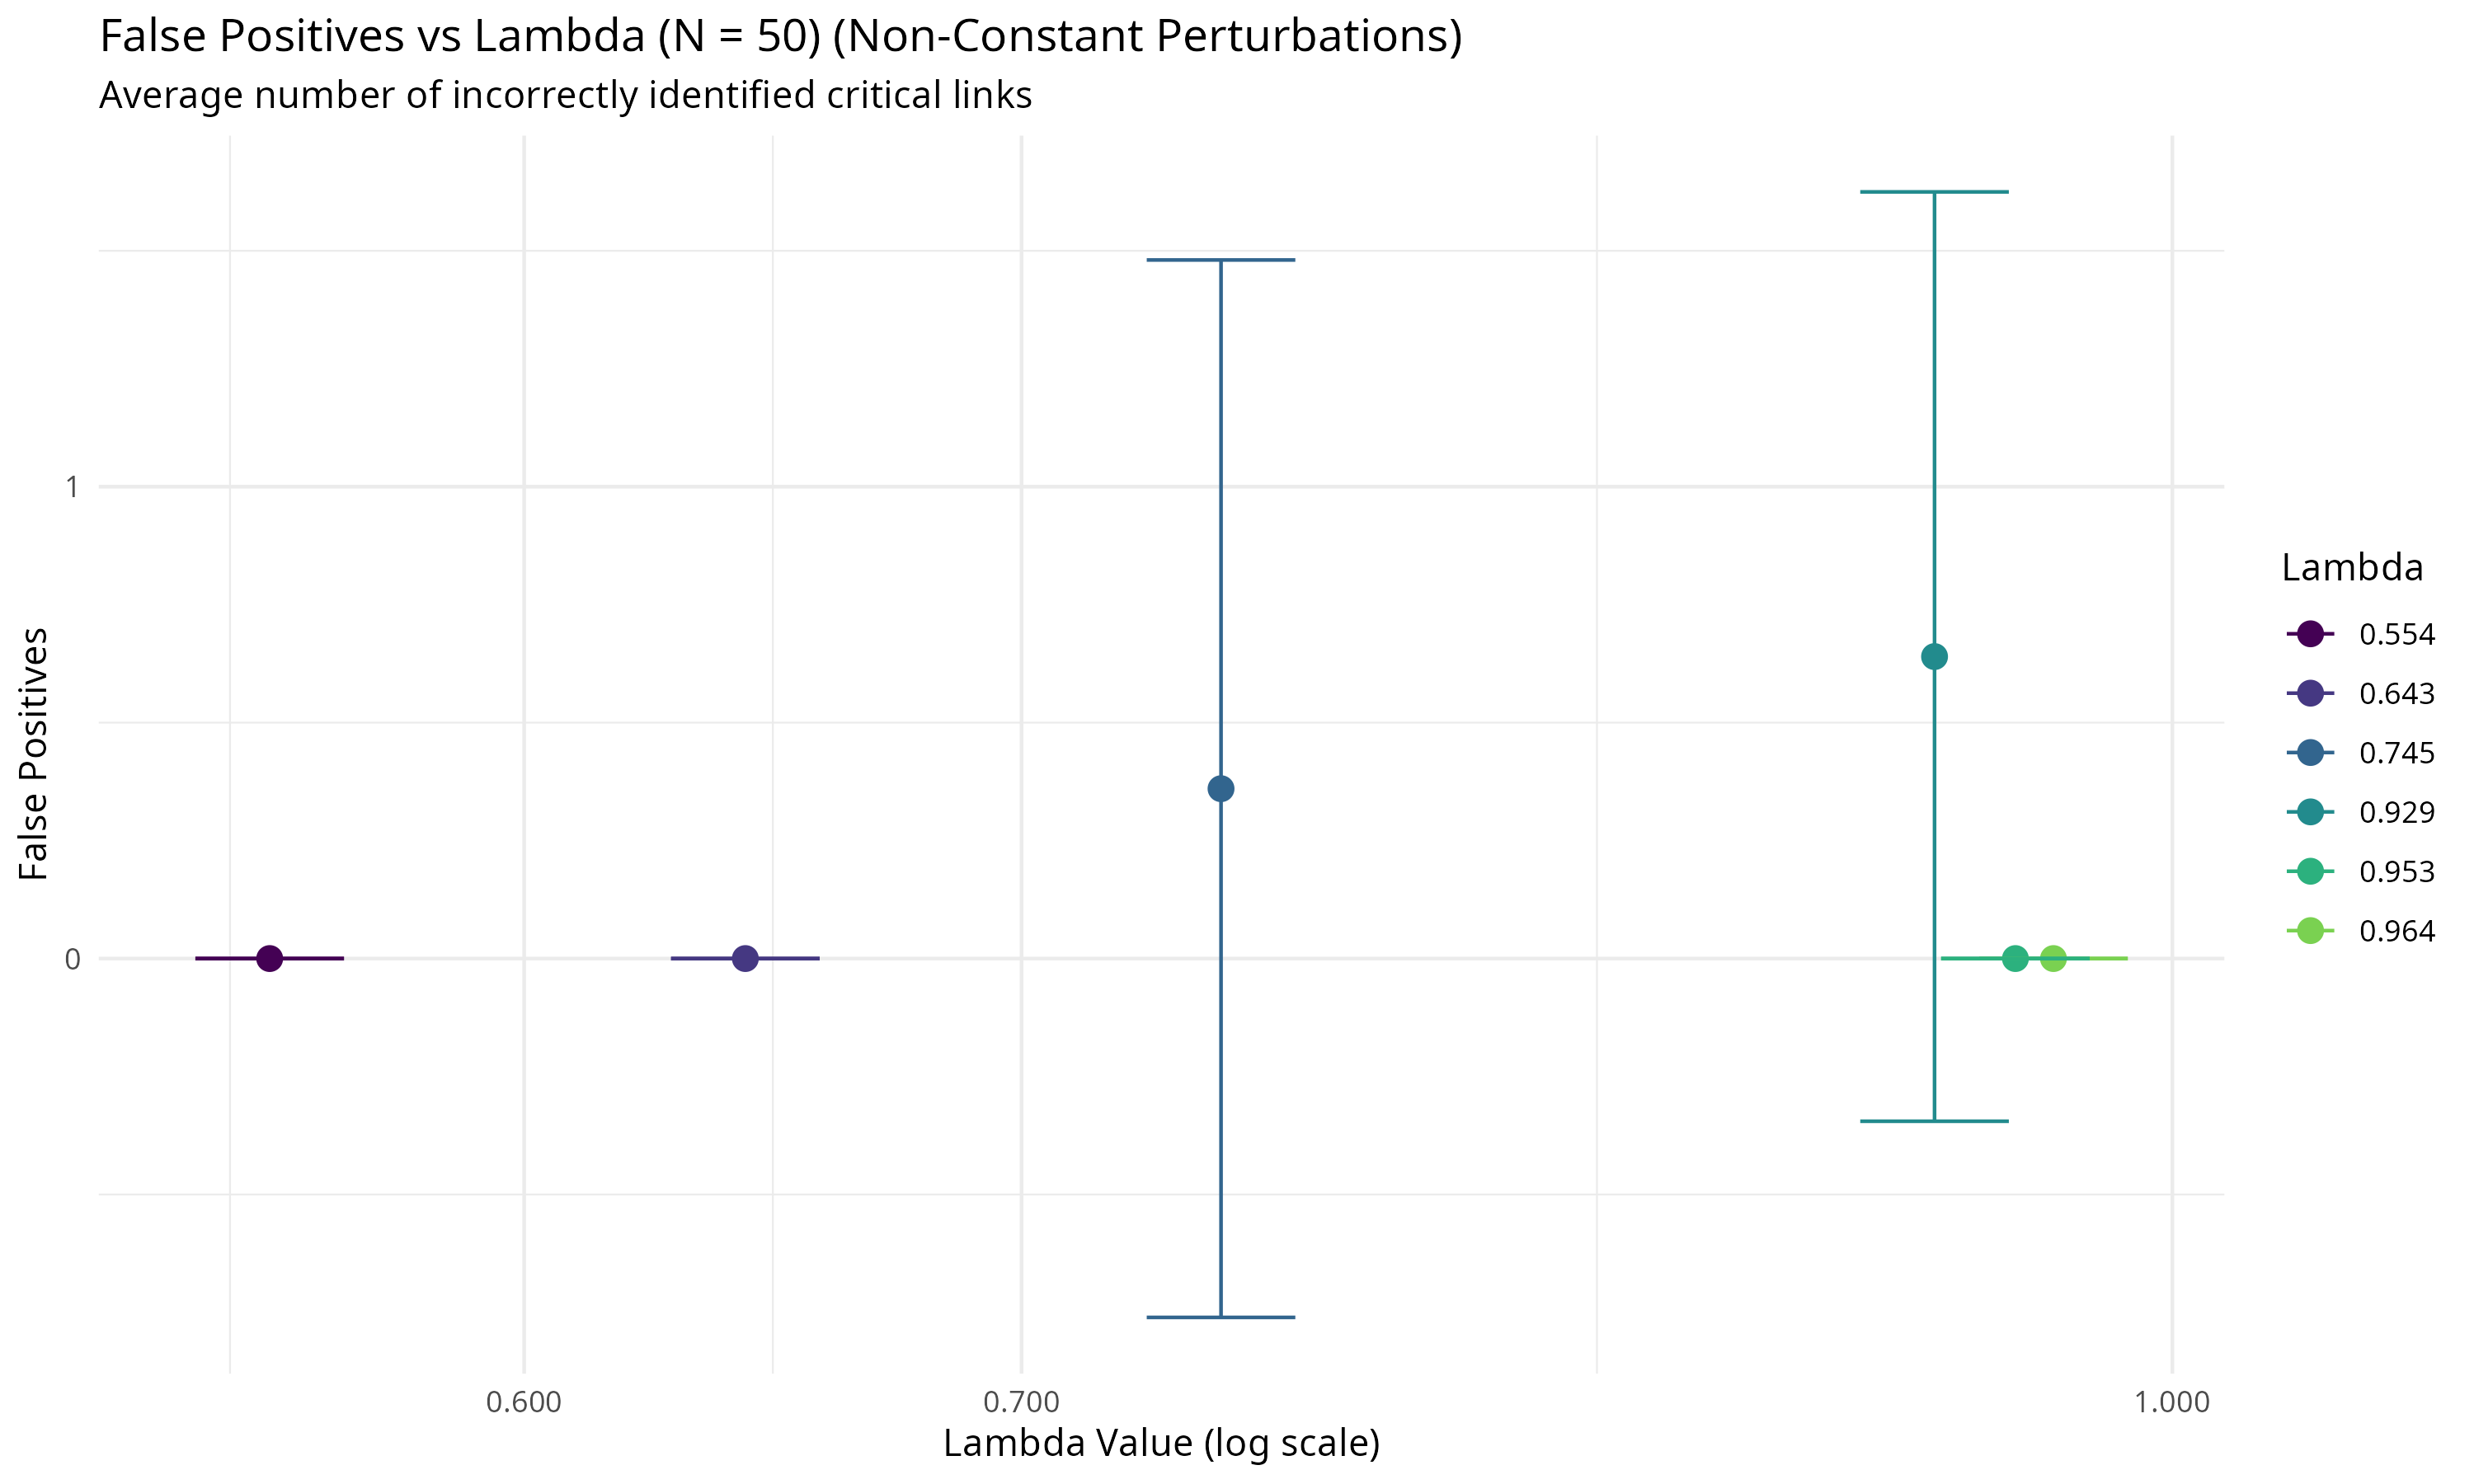 False Positives vs Lambda (N = 50) (Non-Constant Perturbations)
Average number of incorrectly identified critical links
False Positives
1
0
0.600
0.700
1.000
Lambda Value (log scale)
Lambda
0.554
0.643
0.745
0.929
0.953
0.964